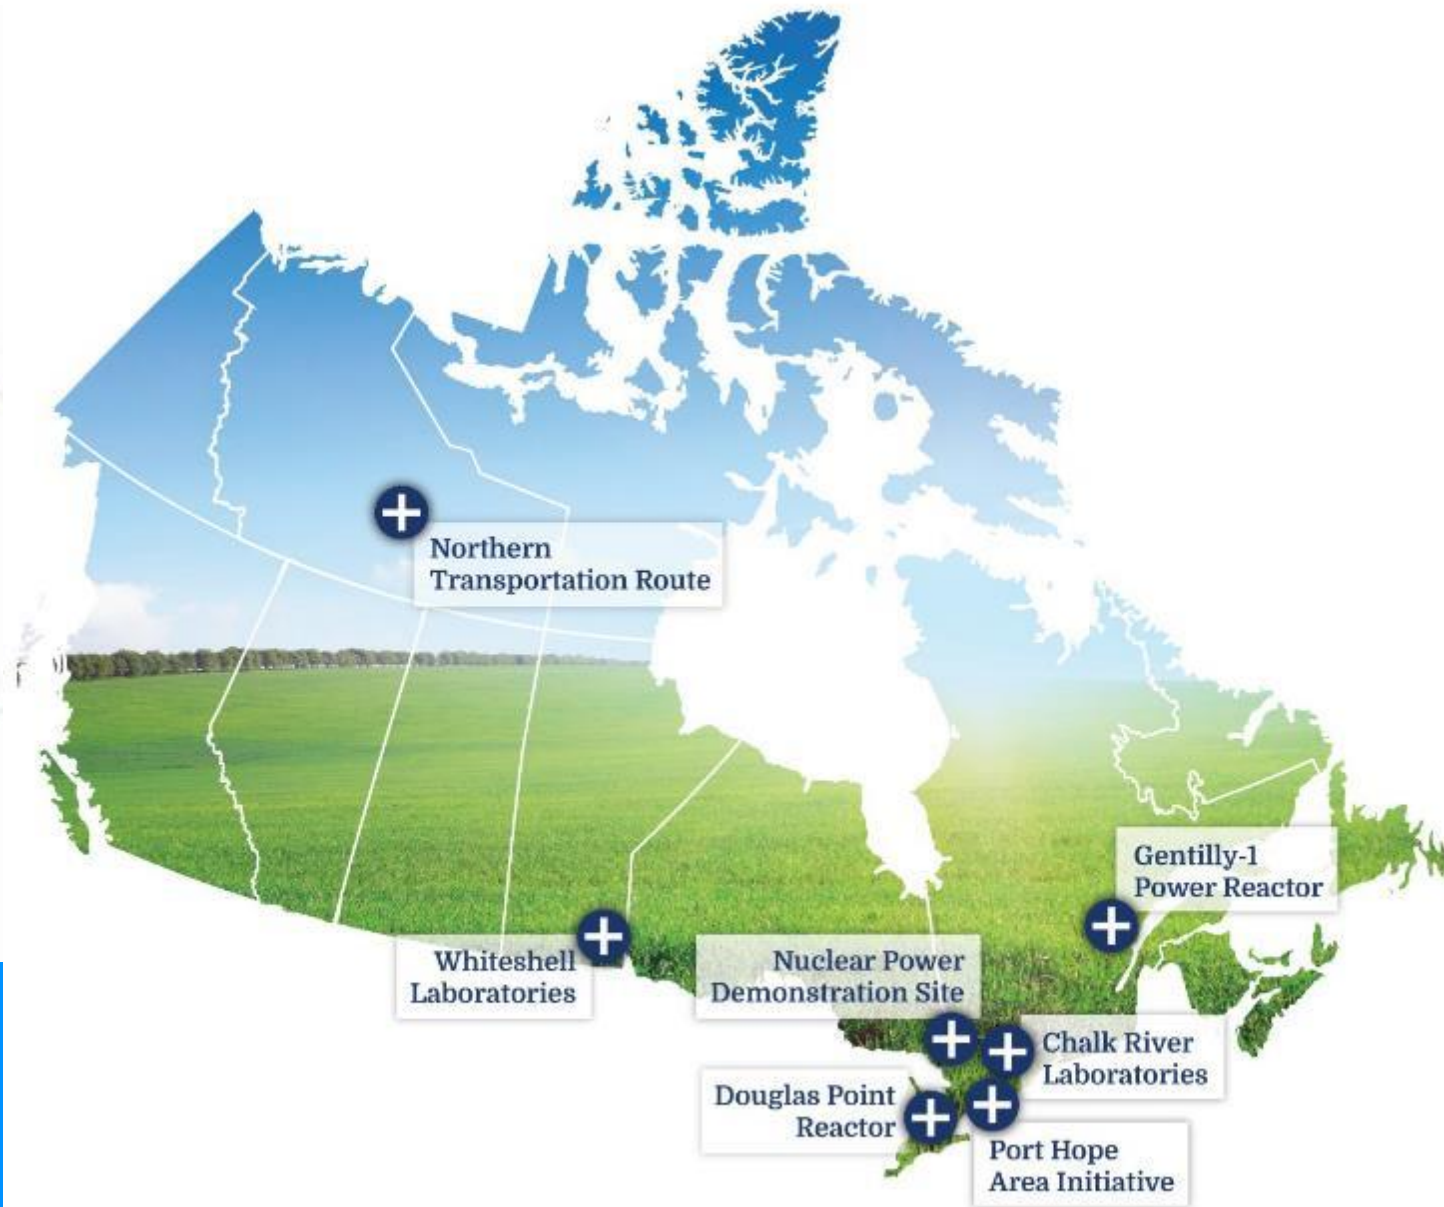 Northern
Transportation Route
Gentilly-1
Power Reactor
Whiteshell
Laboratories
Nuclear Power
Demonstration Site
Chalk River
Laboratories
Douglas Point
Reactor
Port Hope
Area Initiative